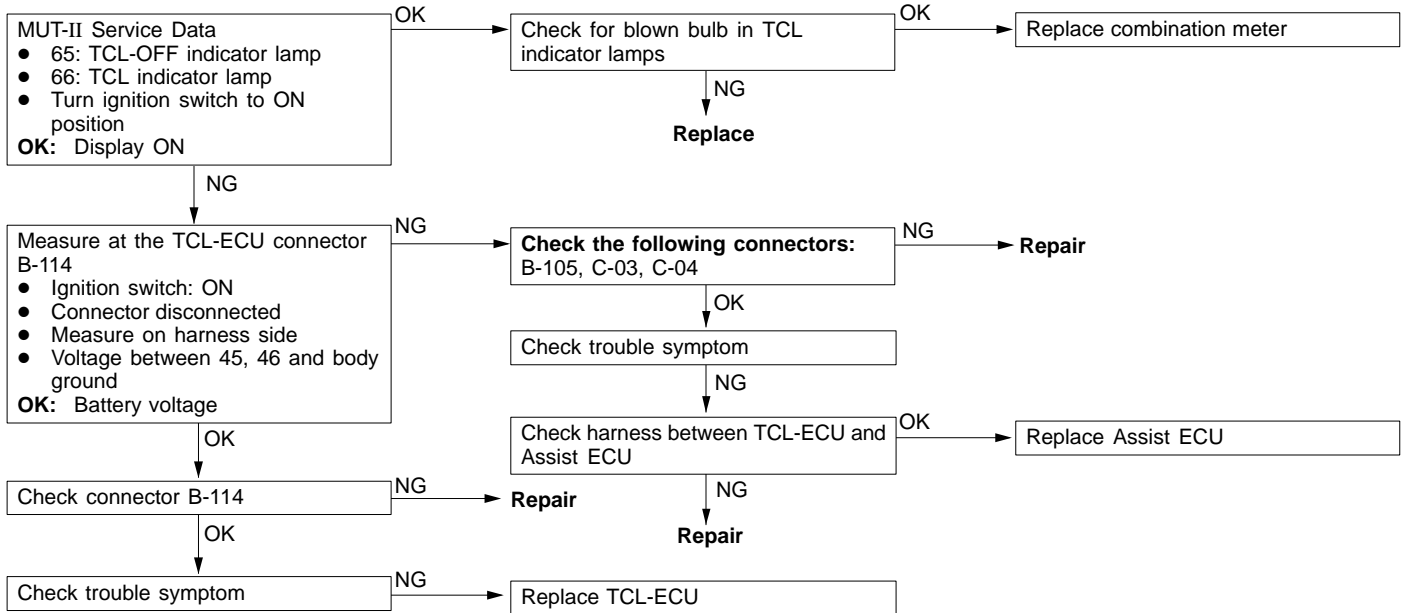 MUT-II Service Data
● 65: TCL-OFF indicator lamp
● 66: TCL indicator lamp
● Turn ignition switch to ON
position
OK: Display ON
OK
Check for blown bulb in TCL
indicator lamps
OK
Replace combination meter
NG
Replace
NG
Measure at the TCL-ECU connector
B-114
● Ignition switch: ON
● Connector disconnected
● Measure on harness side
● Voltage between 45, 46 and body
ground
OK: Battery voltage
NG
Check the following connectors:
B-105, C-03, C-04
NG
Repair
OK
Check trouble symptom
NG
Check harness between TCL-ECU and
Assist ECU
OK
Replace Assist ECU
NG
Repair
OK
Check connector B-114
NG
Repair
OK
Check trouble symptom
NG
Replace TCL-ECU